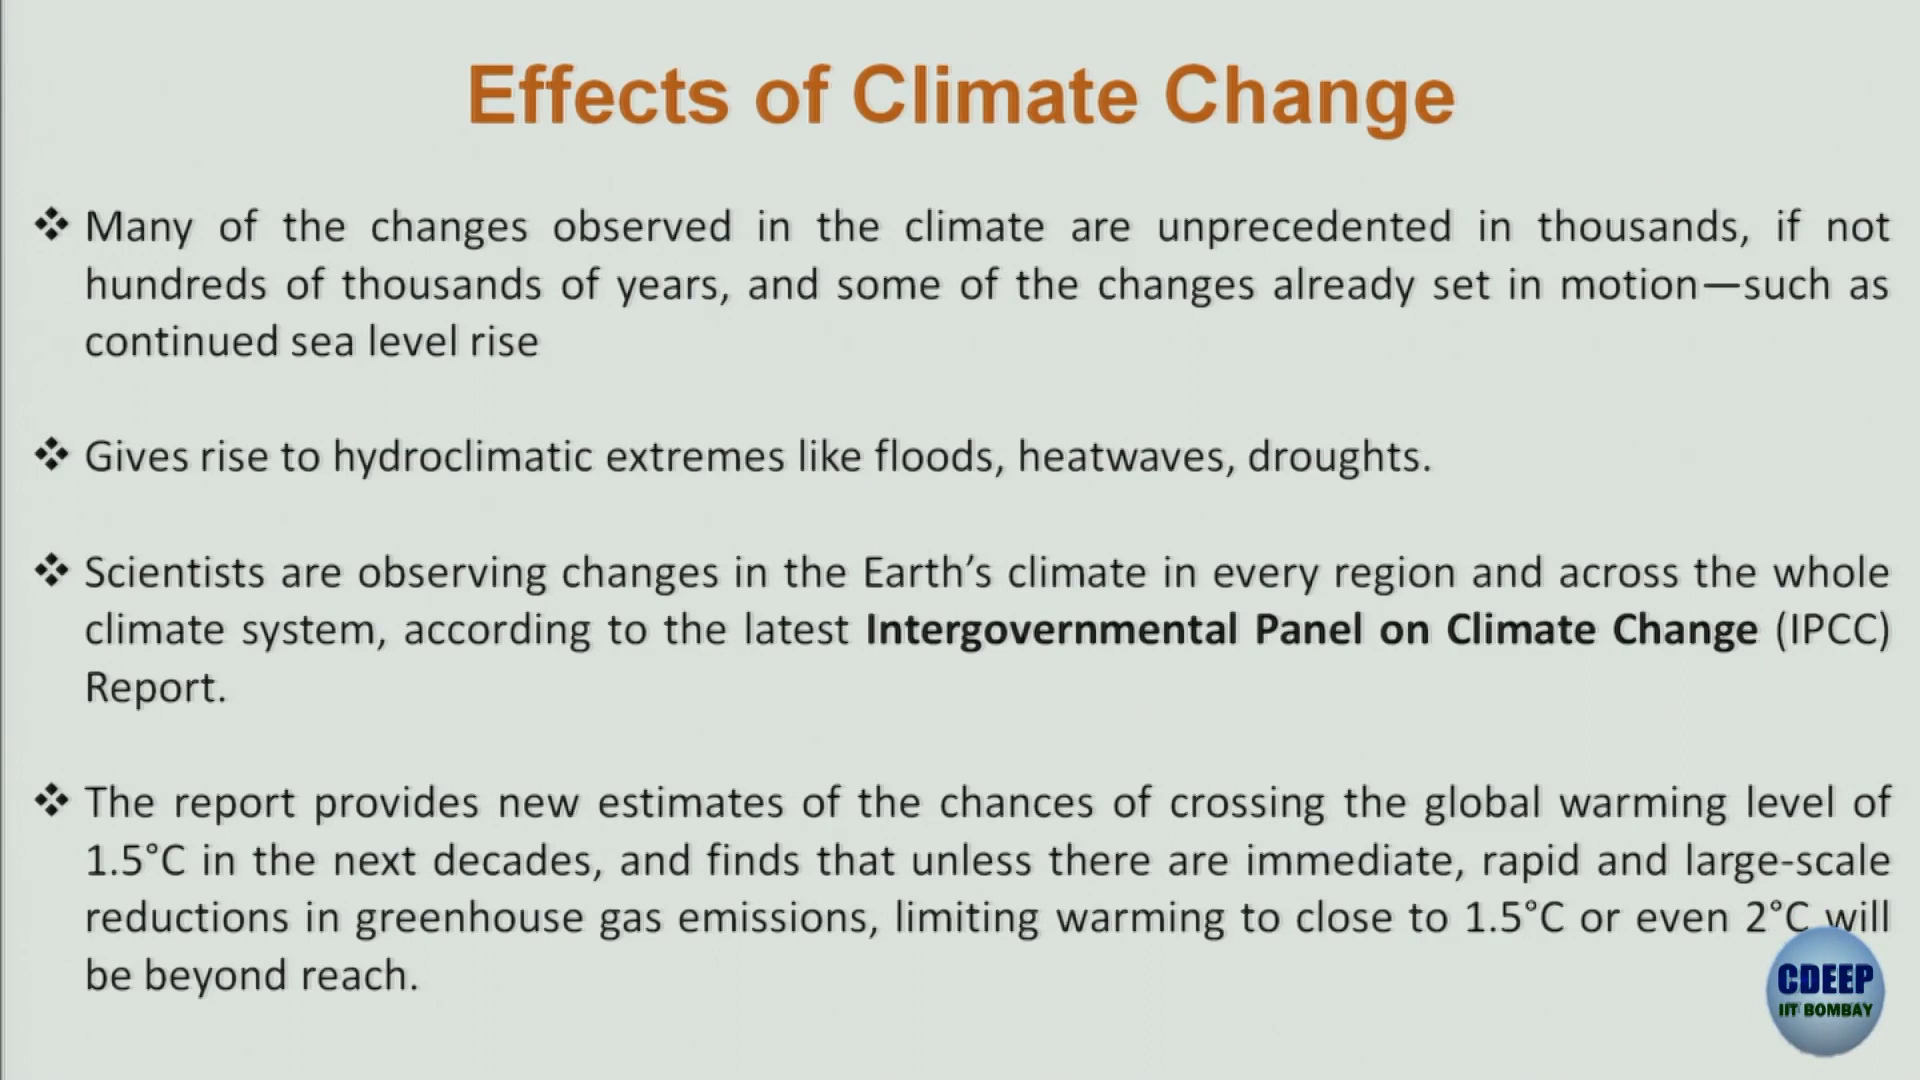 Effects of Climate Change
❖ Many of the changes observed in the climate are unprecedented in thousands, if not
hundreds of thousands of years, and some of the changes already set in motion—such as
continued sea level rise
❖ Gives rise to hydroclimatic extremes like floods, heatwaves, droughts.
❖ Scientists are observing changes in the Earth’s climate in every region and across the whole
climate system, according to the latest Intergovernmental Panel on Climate Change (IPCC)
Report.
❖ The report provides new estimates of the chances of crossing the global warming level of
1.5°C in the next decades, and finds that unless there are immediate, rapid and large-scale
reductions in greenhouse gas emissions, limiting warming to close to 1.5°C or even 2°C will
be beyond reach.
CDEEP
IIT BOMBAY